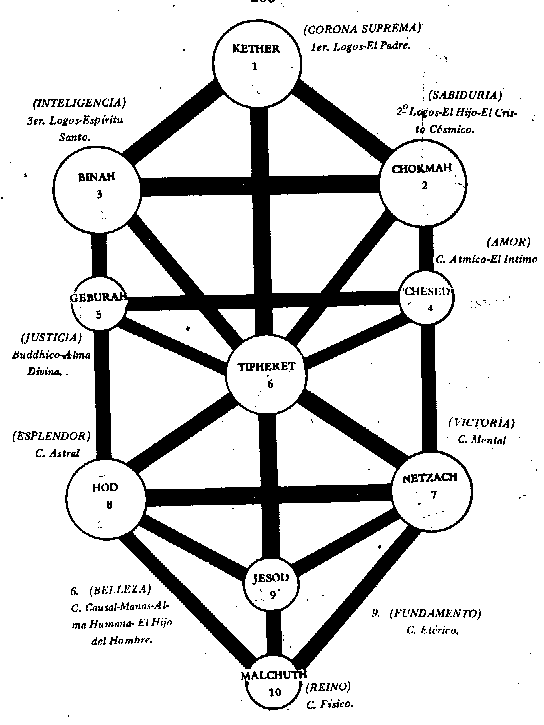 (CORONA SUPREMA)
1er. Logos-El Padre.
KETHER
1
(INTELIGENCIA)
3er. Logos-Espíritu
Santo.
(SABIDURIA)
2º Logos-El Hijo-El Cris-
to Cósmico.
BINAH
3
CHOKMAH
2
(AMOR)
C. Atmico-El Intimo
GEBURAH
5
CHESED
4
(JUSTICIA)
Buddhico-Alma
Divina.
TIPHERET
6
(ESPLENDOR)
C. Astral
(VICTORIA)
C. Mental
HOD
8
NETZACH
7
JESOD
9
6. (BELLEZA)
C. Causal-Manas-Al-
ma Humana- El Hijo
del Hombre.
9. (FUNDAMENTO)
C. Etérico.
MALCHUTH
10
(REINO)
C. Físico.